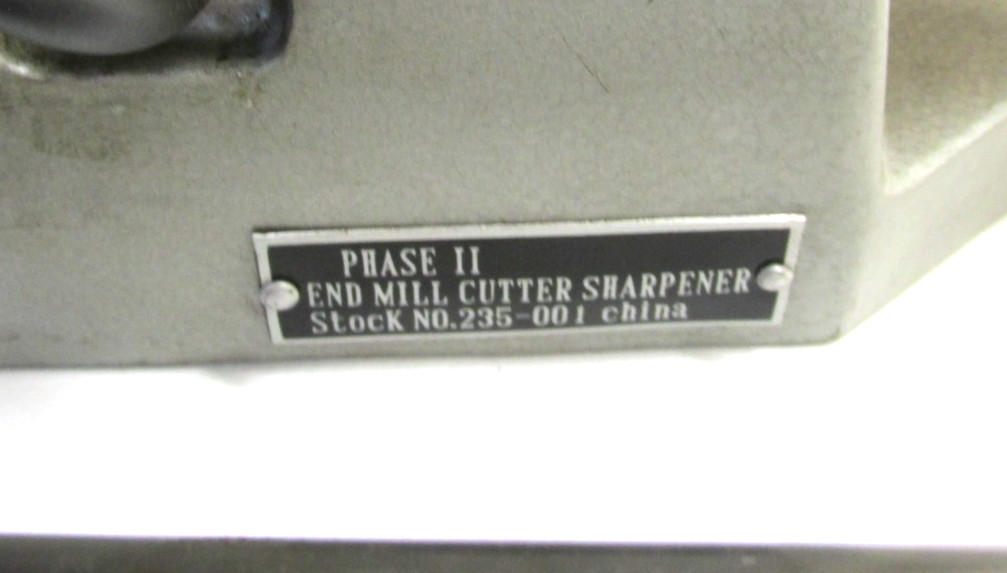 PHASE II
END MILL CUTTER SHARPENER
Stock NO.235-001 china